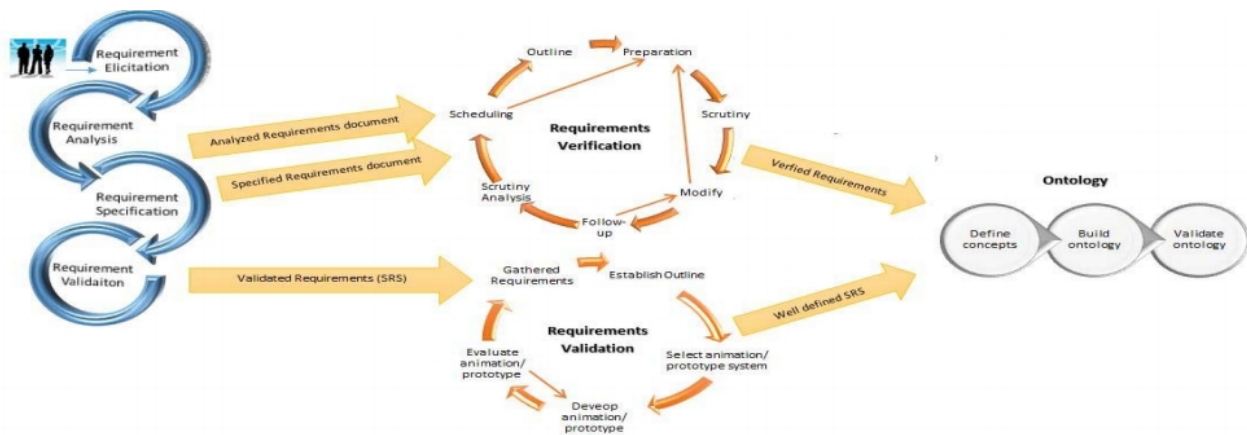 Requirement
Elicitation
Requirement
Analysis
Requirement
Specification
Requirement
Validaiton
Analyzed Requirements document
Specified Requirements document
Validated Requirements (SRS)
Outline
Preparation
Scheduling
Scrutiny
Requirements
Verification
Scrutiny
Analysis
Modify
Follow-
up
Gathered
Requirements
Establish Outline
Requirements
Validation
Evaluate
animation/
prototype
Select animation/
prototype system
Deveop
animation/
prototype
Verfied Requirements
Well defined SRS
Ontology
Define
concepts
Build
ontology
Validate
ontology